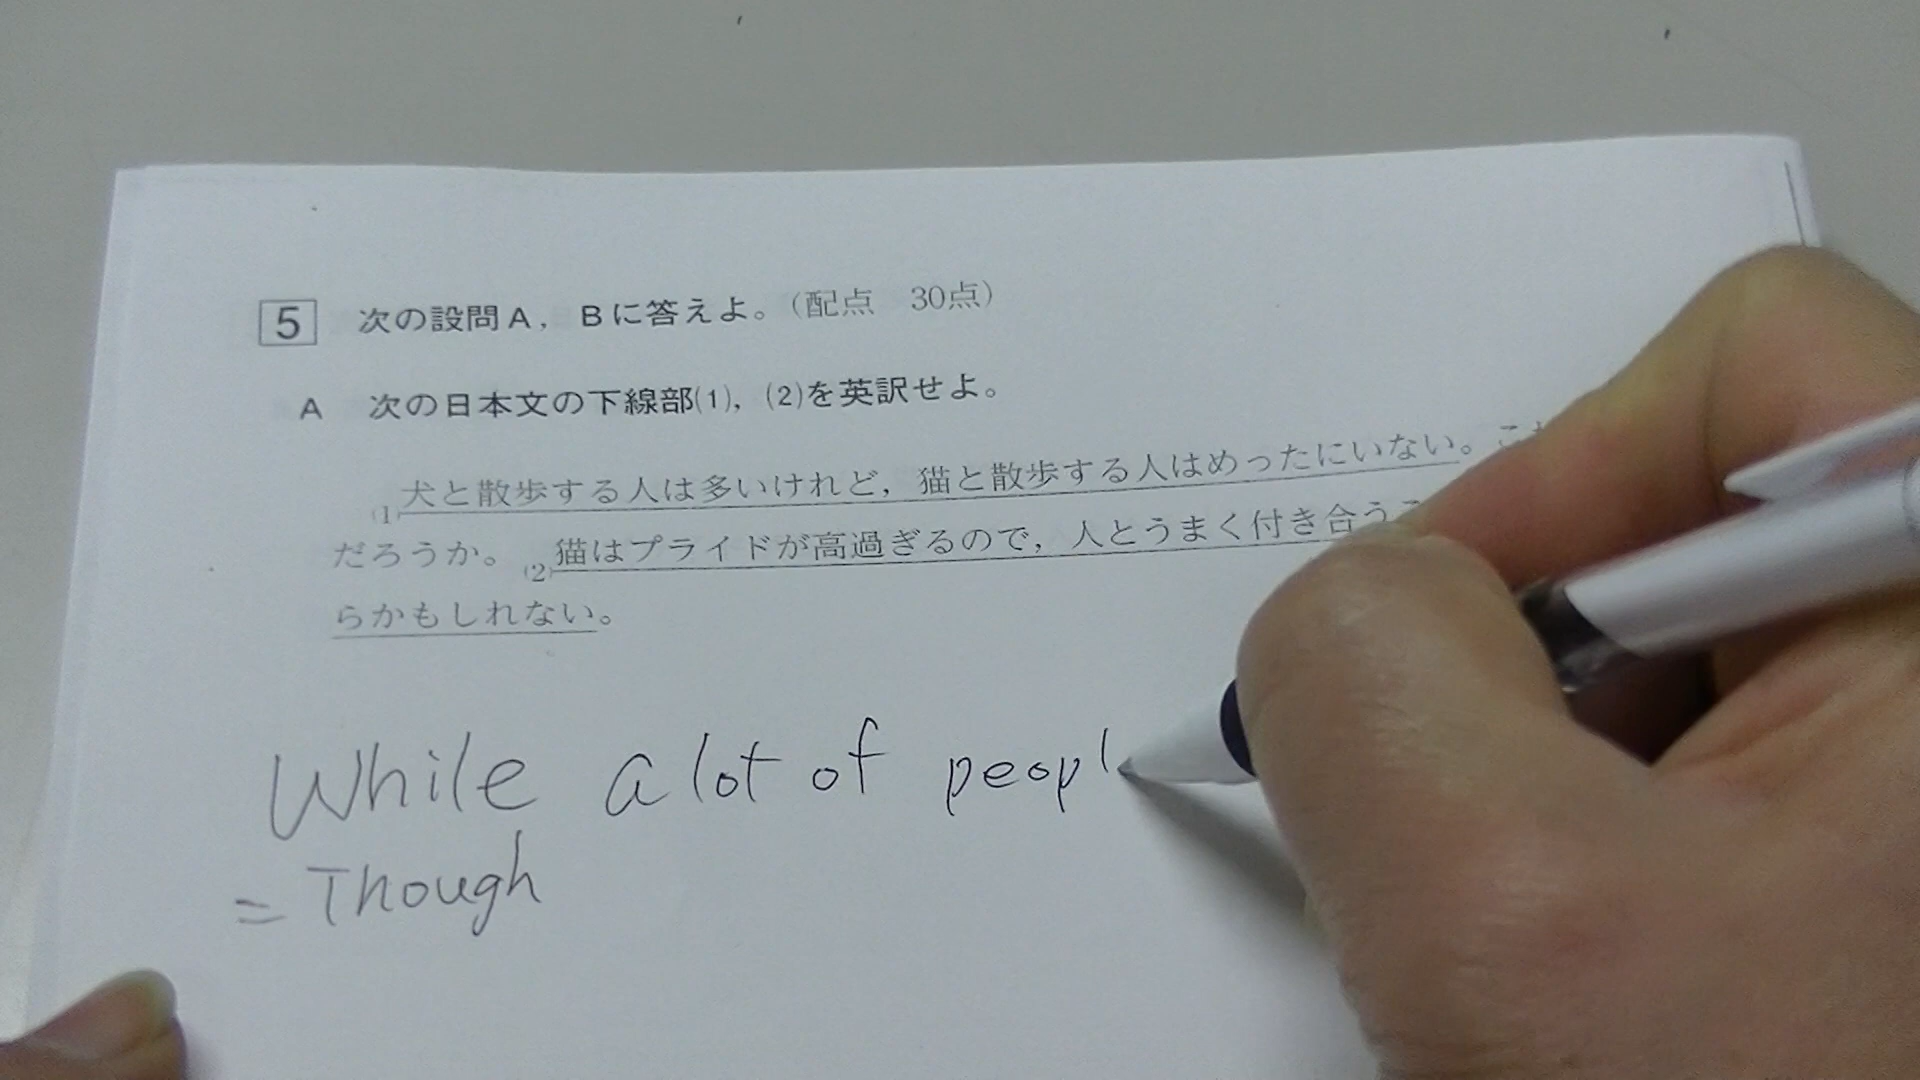 5 次の設問A, Bに答えよ。(配点 30点)
A 次の日本文の下線部(1), (2)を英訳せよ。
(1)犬と散歩する人は多いけれど, 猫と散歩する人はめったにいない。こ
だろうか。(2)猫はプライドが高過ぎるので, 人とうまく付き合う
らかもしれない。
While a lot of peopl
= Though